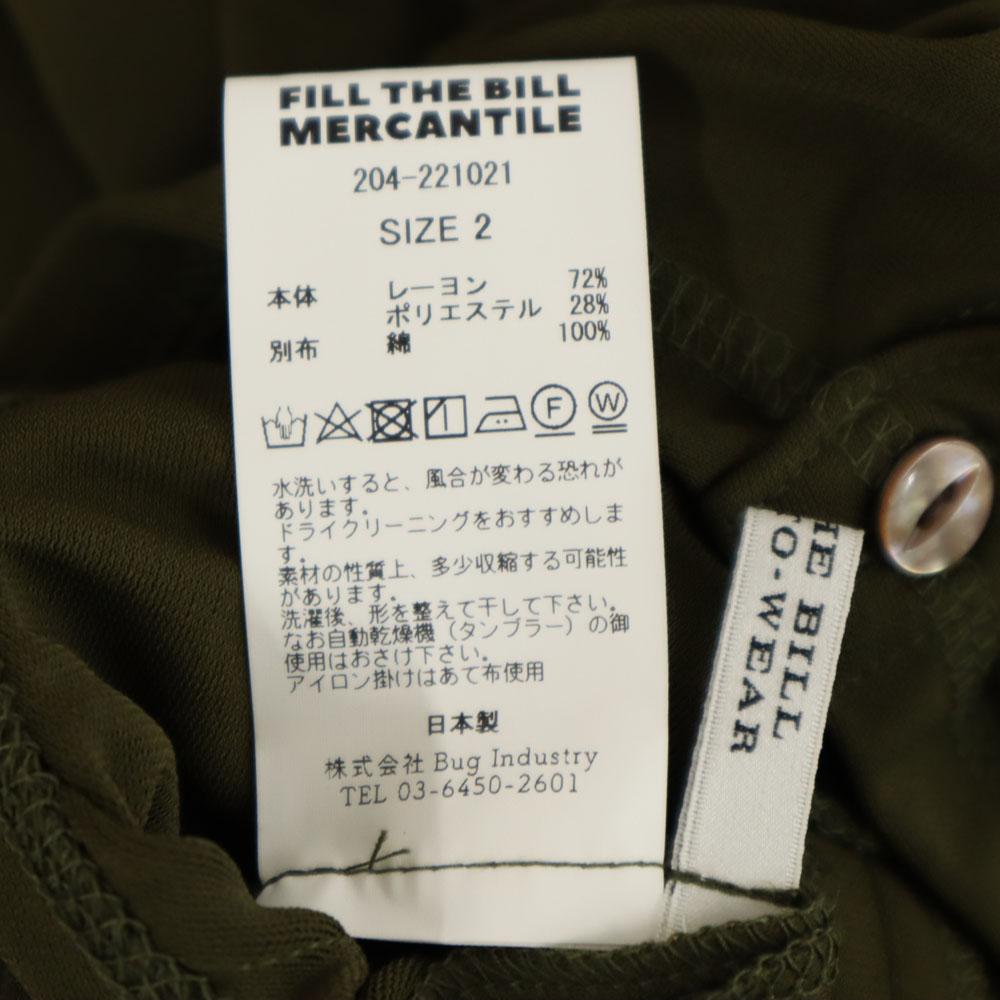 FILL THE BILL
MERCANTILE
204-221021
SIZE 2
本体 レーヨン 72%
ポリエステル 28%
別布 綿 100%
F W
水洗いすると、風合が変わる恐れが
あります。
ドライクリーニングをおすすめしま
す。
素材の性質上、多少収縮する可能性
があります。
洗濯後、形を整えて干して下さい。
なお自動乾燥機（タンブラー）の御
使用はおさけ下さい。
アイロン掛けはあて布使用
日本製
株式会社 Bug Industry
TEL 03-6450-2601
HE BILL
TO-WEAR